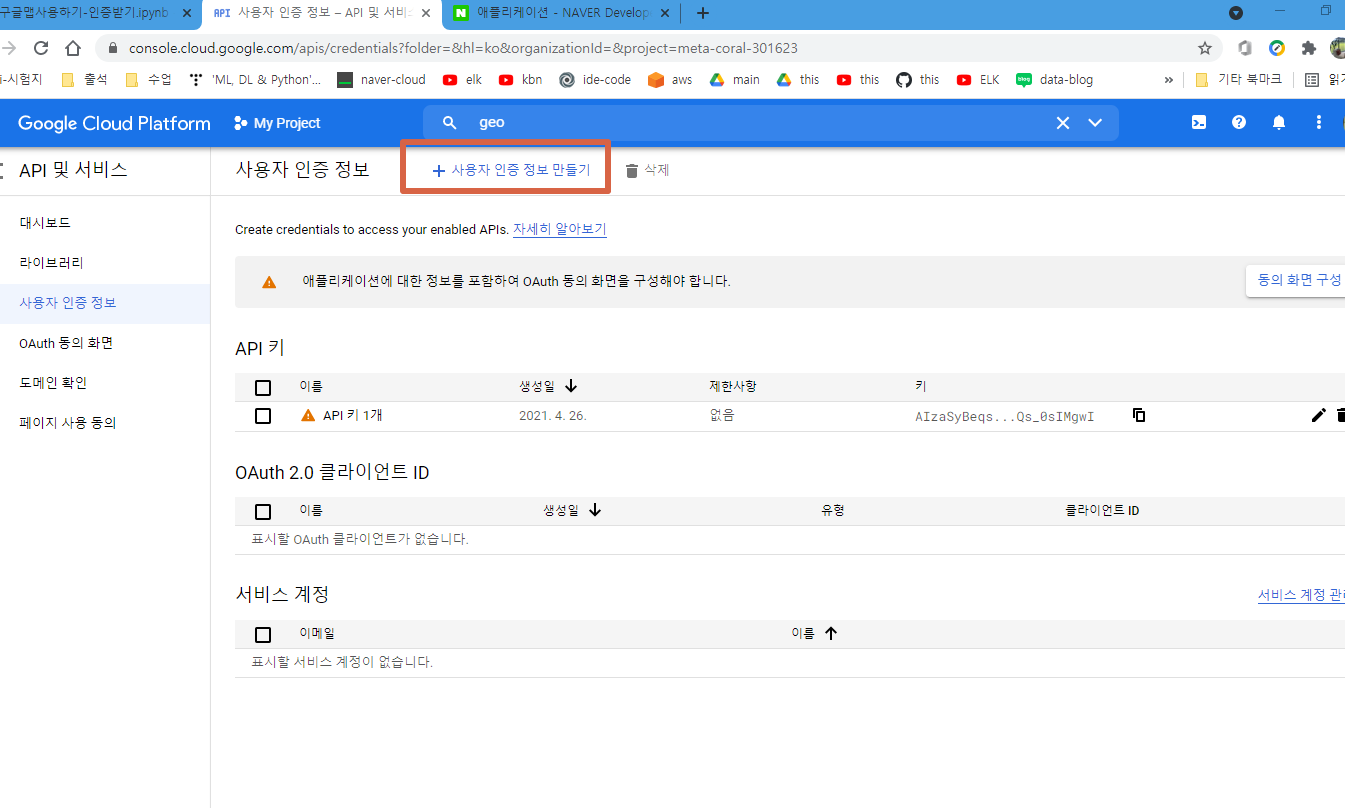 구글맵사용하기-인증받기.ipynb
API 사용자 인증 정보 – API 및 서비스
N 애플리케이션 - NAVER Develop
console.cloud.google.com/apis/credentials?folder=&hl=ko&organizationId=&project=meta-coral-301623
i-시험지 출석 수업 'ML, DL & Python'... naver-cloud elk kbn ide-code aws main this this this ELK blog data-blog » 기타 북마크 읽기
Google Cloud Platform My Project geo
API 및 서비스 사용자 인증 정보 + 사용자 인증 정보 만들기 삭제
대시보드
라이브러리
사용자 인증 정보
OAuth 동의 화면
도메인 확인
페이지 사용 동의
Create credentials to access your enabled APIs. 자세히 알아보기
애플리케이션에 대한 정보를 포함하여 OAuth 동의 화면을 구성해야 합니다. 동의 화면 구성
API 키
이름 생성일 제한사항 키
API 키 1개 2021. 4. 26. 없음 AIzaSyBeqs...Qs_0sIMgwI
OAuth 2.0 클라이언트 ID
이름 생성일 유형 클라이언트 ID
표시할 OAuth 클라이언트가 없습니다.
서비스 계정 서비스 계정 관리
이메일 이름
표시할 서비스 계정이 없습니다.